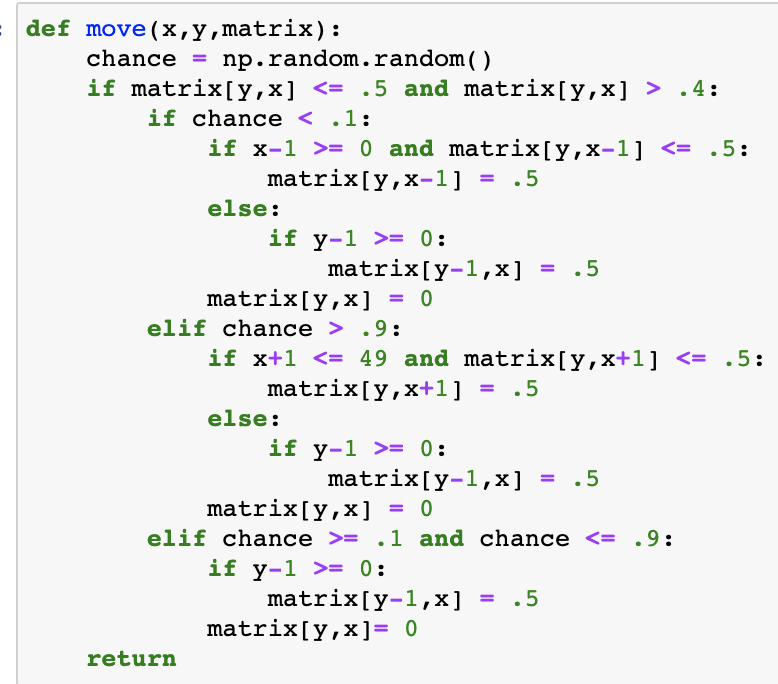 def move(x,y,matrix):
    chance = np.random.random()
    if matrix[y,x] <= .5 and matrix[y,x] > .4:
        if chance < .1:
            if x-1 >= 0 and matrix[y,x-1] <= .5:
                matrix[y,x-1] = .5
            else:
                if y-1 >= 0:
                    matrix[y-1,x] = .5
            matrix[y,x] = 0
        elif chance > .9:
            if x+1 <= 49 and matrix[y,x+1] <= .5:
                matrix[y,x+1] = .5
            else:
                if y-1 >= 0:
                    matrix[y-1,x] = .5
            matrix[y,x] = 0
        elif chance >= .1 and chance <= .9:
            if y-1 >= 0:
                matrix[y-1,x] = .5
            matrix[y,x]= 0
    return